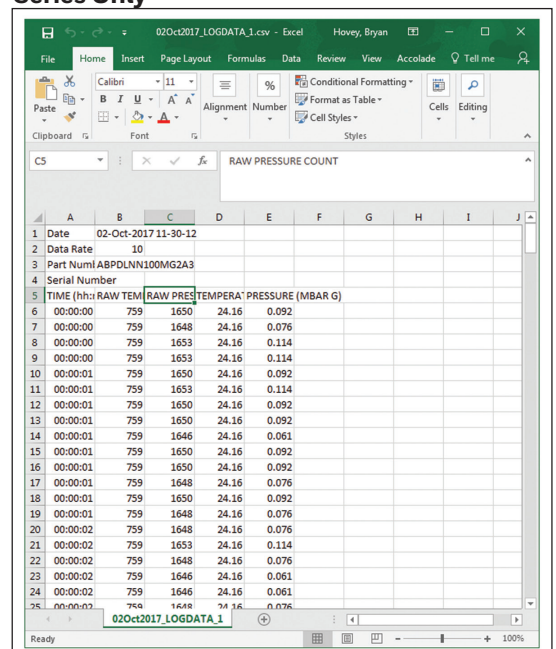 Series Only
02Oct2017_LOGDATA_1.csv - Excel Hovey, Bryan
File Home Insert Page Layout Formulas Data Review View Accolade Tell me
Paste Calibri 11 Alignment % Number Conditional Formatting Format as Table Cell Styles Cells Editing
Clipboard Font Styles
C5 fx RAW PRESSURE COUNT
A B C D E F G H I J
1 Date 02-Oct-2017 11-30-12
2 Data Rate 10
3 Part Numl ABPDLNN100MG2A3
4 Serial Number
5 TIME (hh:r RAW TEM RAW PRES TEMPERAT PRESSURE (MBAR G)
6 00:00:00 759 1650 24.16 0.092
7 00:00:00 759 1648 24.16 0.076
8 00:00:00 759 1653 24.16 0.114
9 00:00:00 759 1653 24.16 0.114
10 00:00:01 759 1650 24.16 0.092
11 00:00:01 759 1653 24.16 0.114
12 00:00:01 759 1650 24.16 0.092
13 00:00:01 759 1650 24.16 0.092
14 00:00:01 759 1646 24.16 0.061
15 00:00:01 759 1650 24.16 0.092
16 00:00:01 759 1650 24.16 0.092
17 00:00:01 759 1648 24.16 0.076
18 00:00:01 759 1650 24.16 0.092
19 00:00:01 759 1648 24.16 0.076
20 00:00:02 759 1648 24.16 0.076
21 00:00:02 759 1653 24.16 0.114
22 00:00:02 759 1648 24.16 0.076
23 00:00:02 759 1646 24.16 0.061
24 00:00:02 759 1646 24.16 0.061
25 00:00:02 759 1648 24.16 0.076
02Oct2017_LOGDATA_1
Ready 100%